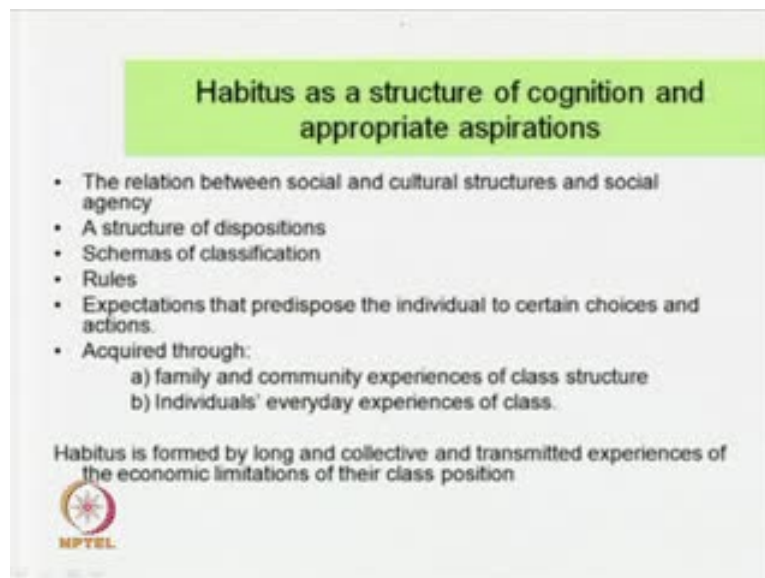 Habitus as a structure of cognition and
appropriate aspirations
• The relation between social and cultural structures and social
agency
• A structure of dispositions
• Schemas of classification
• Rules
• Expectations that predispose the individual to certain choices and
actions.
• Acquired through:
a) family and community experiences of class structure
b) Individuals' everyday experiences of class.
Habitus is formed by long and collective and transmitted experiences of
the economic limitations of their class position
NPTEL